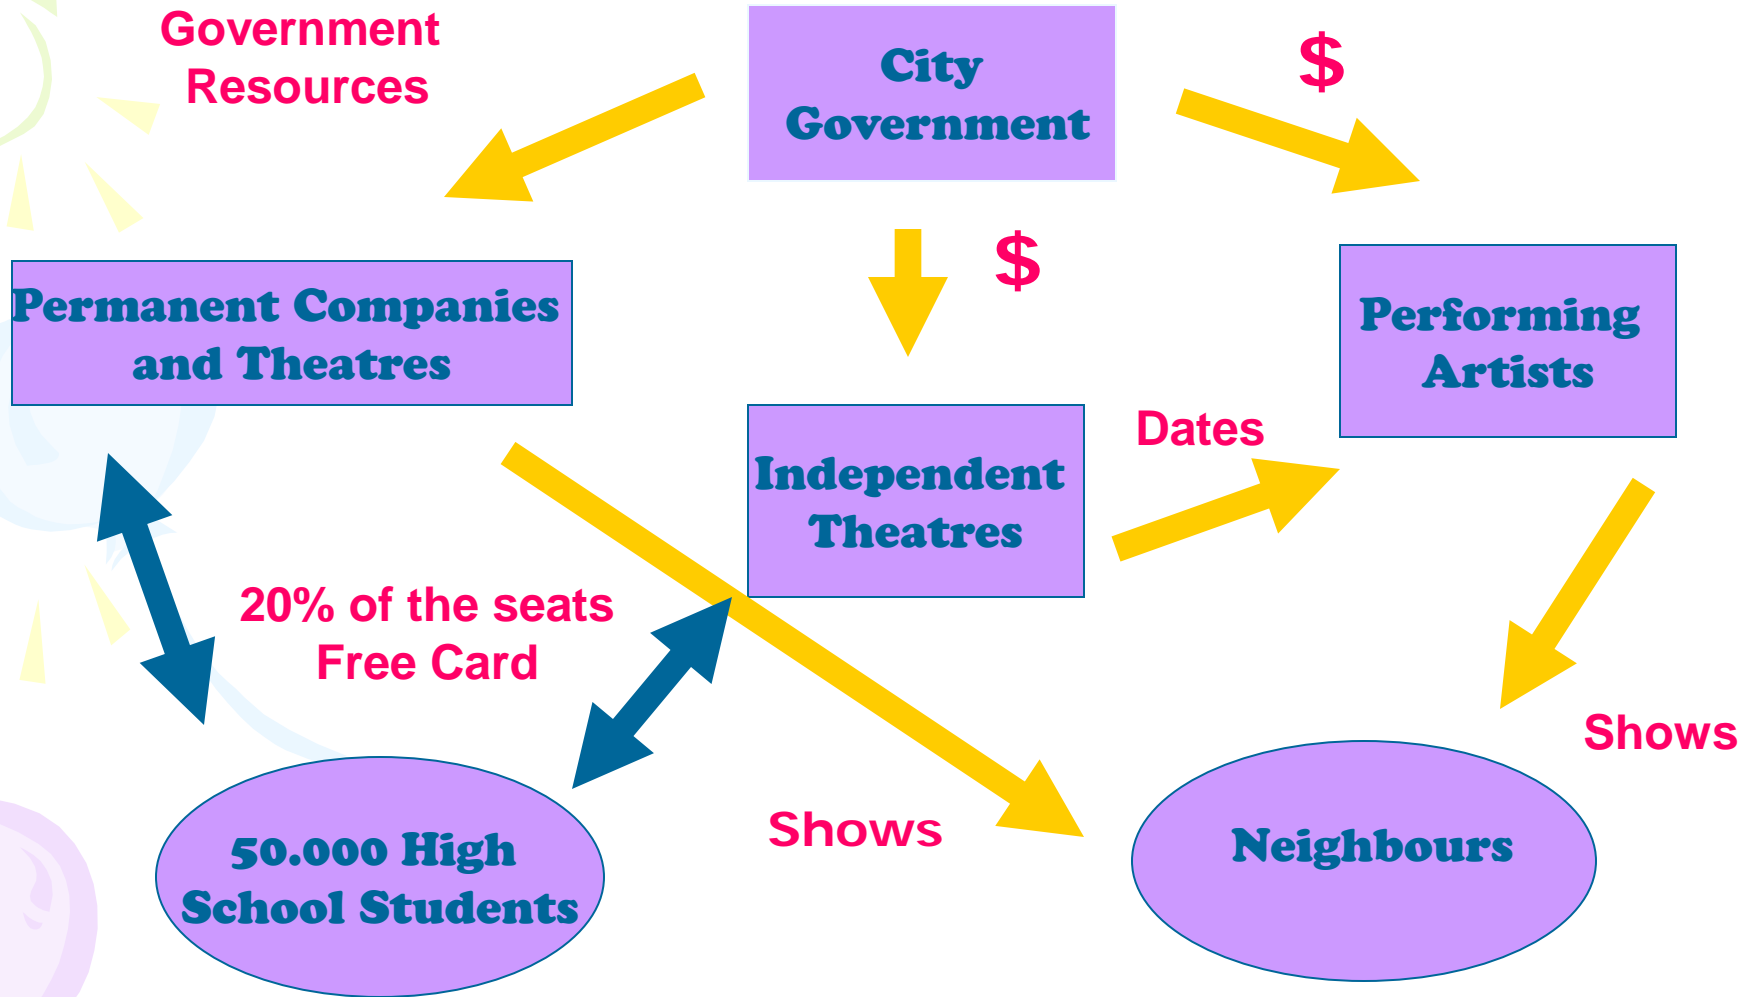 Government
Resources
City
Government
$
$
Permanent Companies
and Theatres
Performing
Artists
Dates
Independent
Theatres
20% of the seats
Free Card
Shows
Shows
50.000 High
School Students
Neighbours